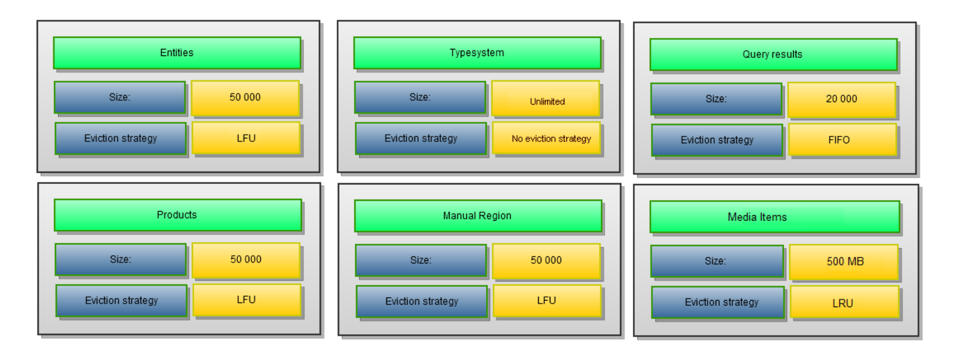 Entities
Size: 50 000
Eviction strategy LFU
Typesystem
Size: Unlimited
Eviction strategy No eviction strategy
Query results
Size: 20 000
Eviction strategy FIFO
Products
Size: 50 000
Eviction strategy LFU
Manual Region
Size: 50 000
Eviction strategy LFU
Media Items
Size: 500 MB
Eviction strategy LRU